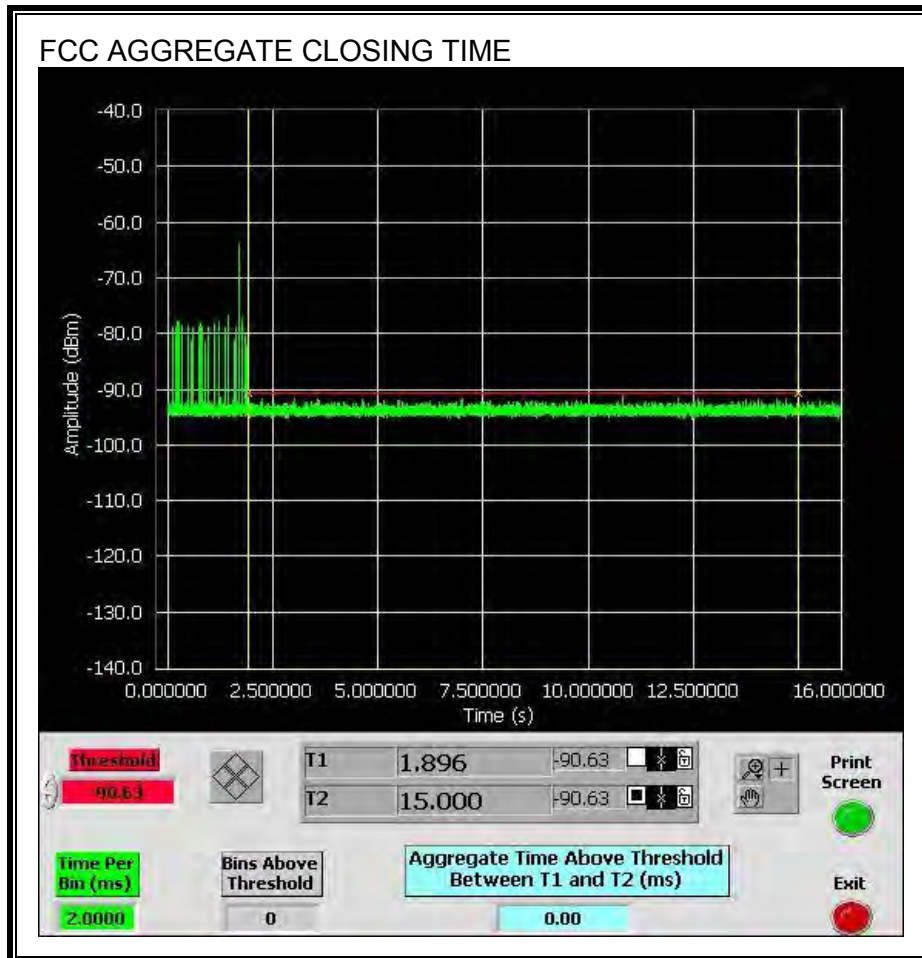 FCC AGGREGATE CLOSING TIME
-40.0
-50.0
-60.0
-70.0
-80.0
-90.0
-100.0
-110.0
-120.0
-130.0
-140.0
Amplitude (dBm)
0.000000 2.500000 5.000000 7.500000 10.000000 12.500000 16.000000
Time (s)
Threshold
-90.63
T1 1.896 -90.63
T2 15.000 -90.63
Print
Screen
Time Per
Bin (ms)
2.0000
Bins Above
Threshold
0
Aggregate Time Above Threshold
Between T1 and T2 (ms)
0.00
Exit